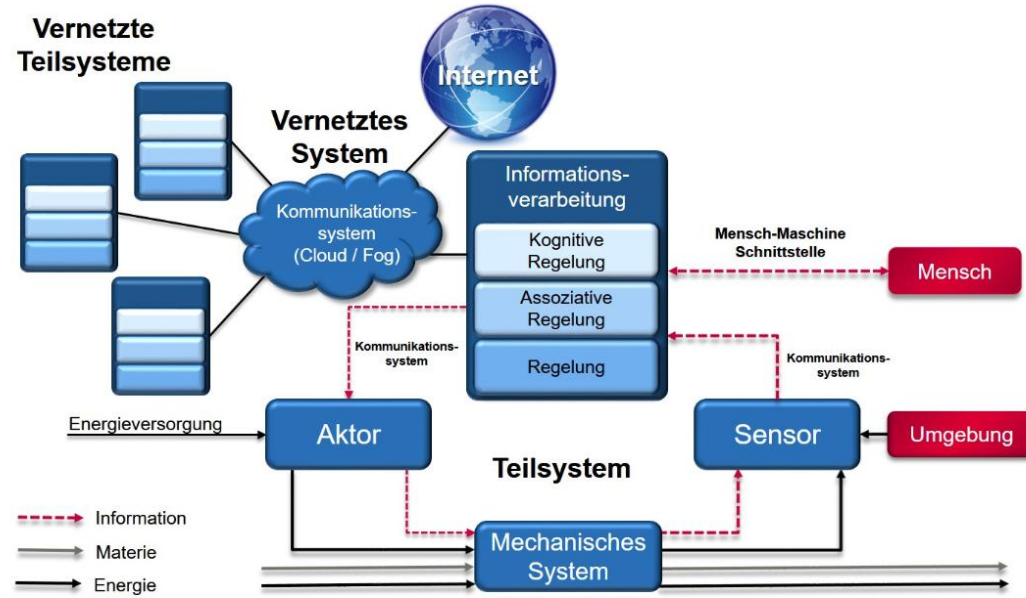 Vernetzte
Teilsysteme
Internet
Vernetztes
System
Kommunikations-
system
(Cloud / Fog)
Informations-
verarbeitung
Kognitive
Regelung
Assoziative
Regelung
Regelung
Mensch-Maschine
Schnittstelle
Mensch
Kommunikations-
system
Kommunikations-
system
Energieversorgung
Aktor
Sensor
Umgebung
Teilsystem
Mechanisches
System
Information
Materie
Energie